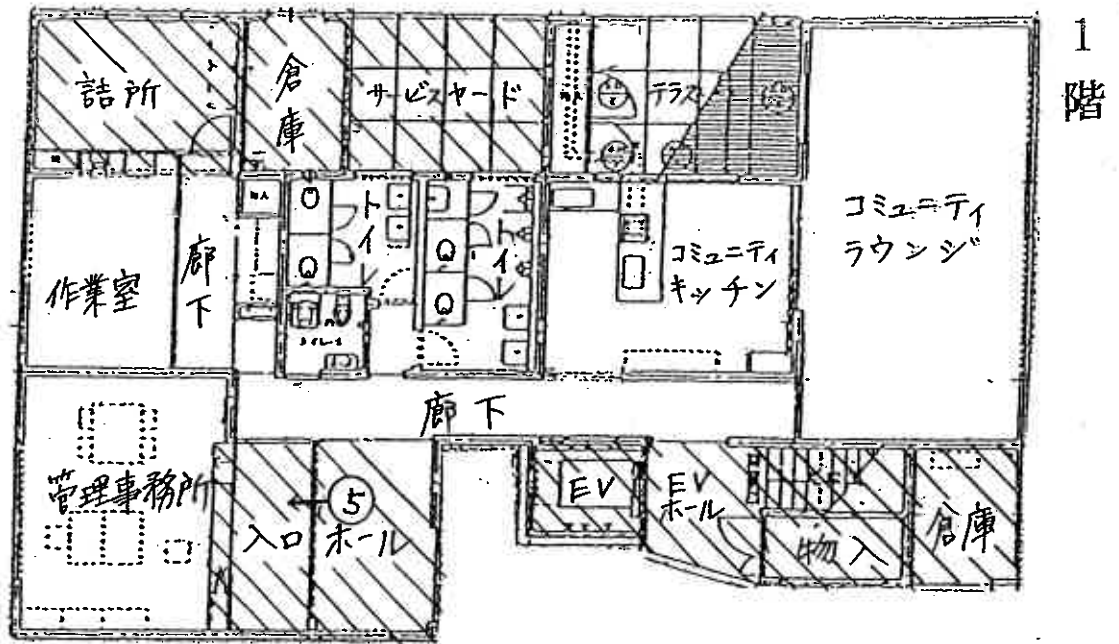 1階
詰所
倉庫
サービスヤード
テラス
コミュニティ
ラウンジ
物入
トイレ
トイレ
コミュニティ
キッチン
作業室
廊下
廊下
管理事務所
入口
⑤
ホール
EV
EV
ホール
物入
倉庫